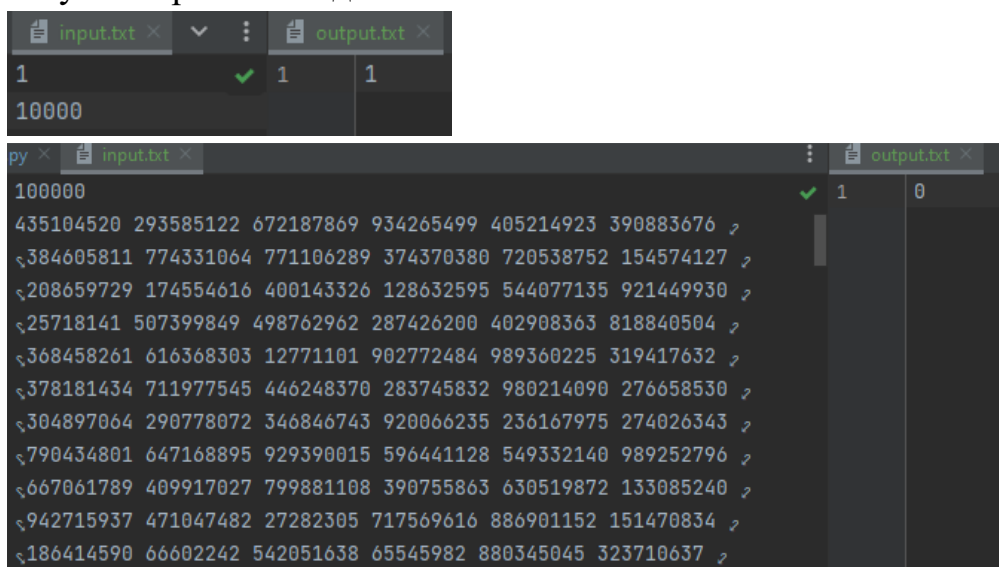 input.txt output.txt
1 1 1
10000
py input.txt output.txt
100000 1 0
435104520 293585122 672187869 934265499 405214923 390883676
384605811 774331064 771106289 374370380 720538752 154574127
208659729 174554616 400143326 128632595 544077135 921449930
25718141 507399849 498762962 287426200 402908363 818840504
368458261 616368303 12771101 902772484 989360225 319417632
378181434 711977545 446248370 283745832 980214090 276658530
304897064 290778072 346846743 920066235 236167975 274026343
790434801 647168895 929390015 596441128 549332140 989252796
667061789 409917027 799881108 390755863 630519872 133085240
942715937 471047482 27282305 717569616 886901152 151470834
186414590 66602242 542051638 65545982 880345045 323710637